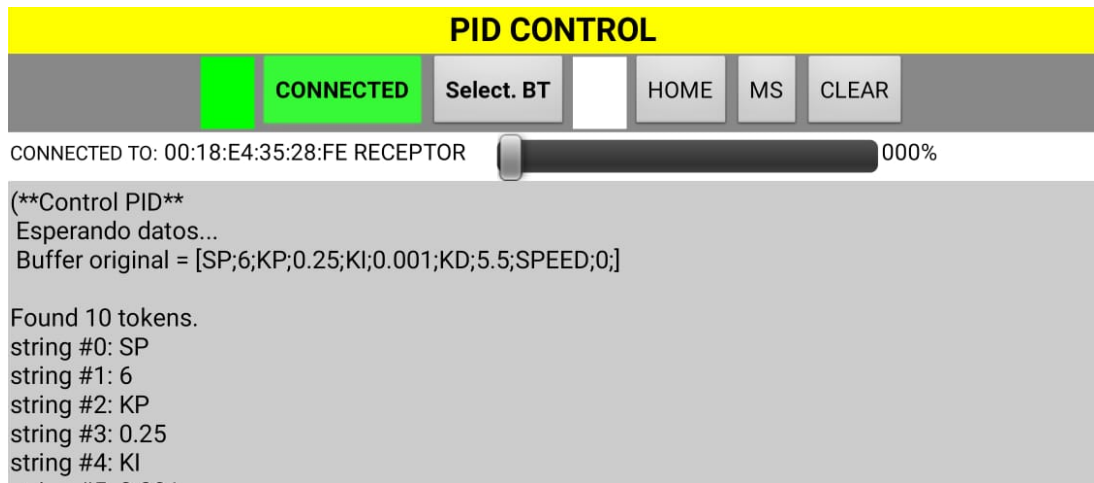 PID CONTROL
CONNECTED Select. BT HOME MS CLEAR
CONNECTED TO: 00:18:E4:35:28:FE RECEPTOR 000%
(**Control PID**
Esperando datos...
Buffer original = [SP;6;KP;0.25;KI;0.001;KD;5.5;SPEED;0;]
Found 10 tokens.
string #0: SP
string #1: 6
string #2: KP
string #3: 0.25
string #4: KI